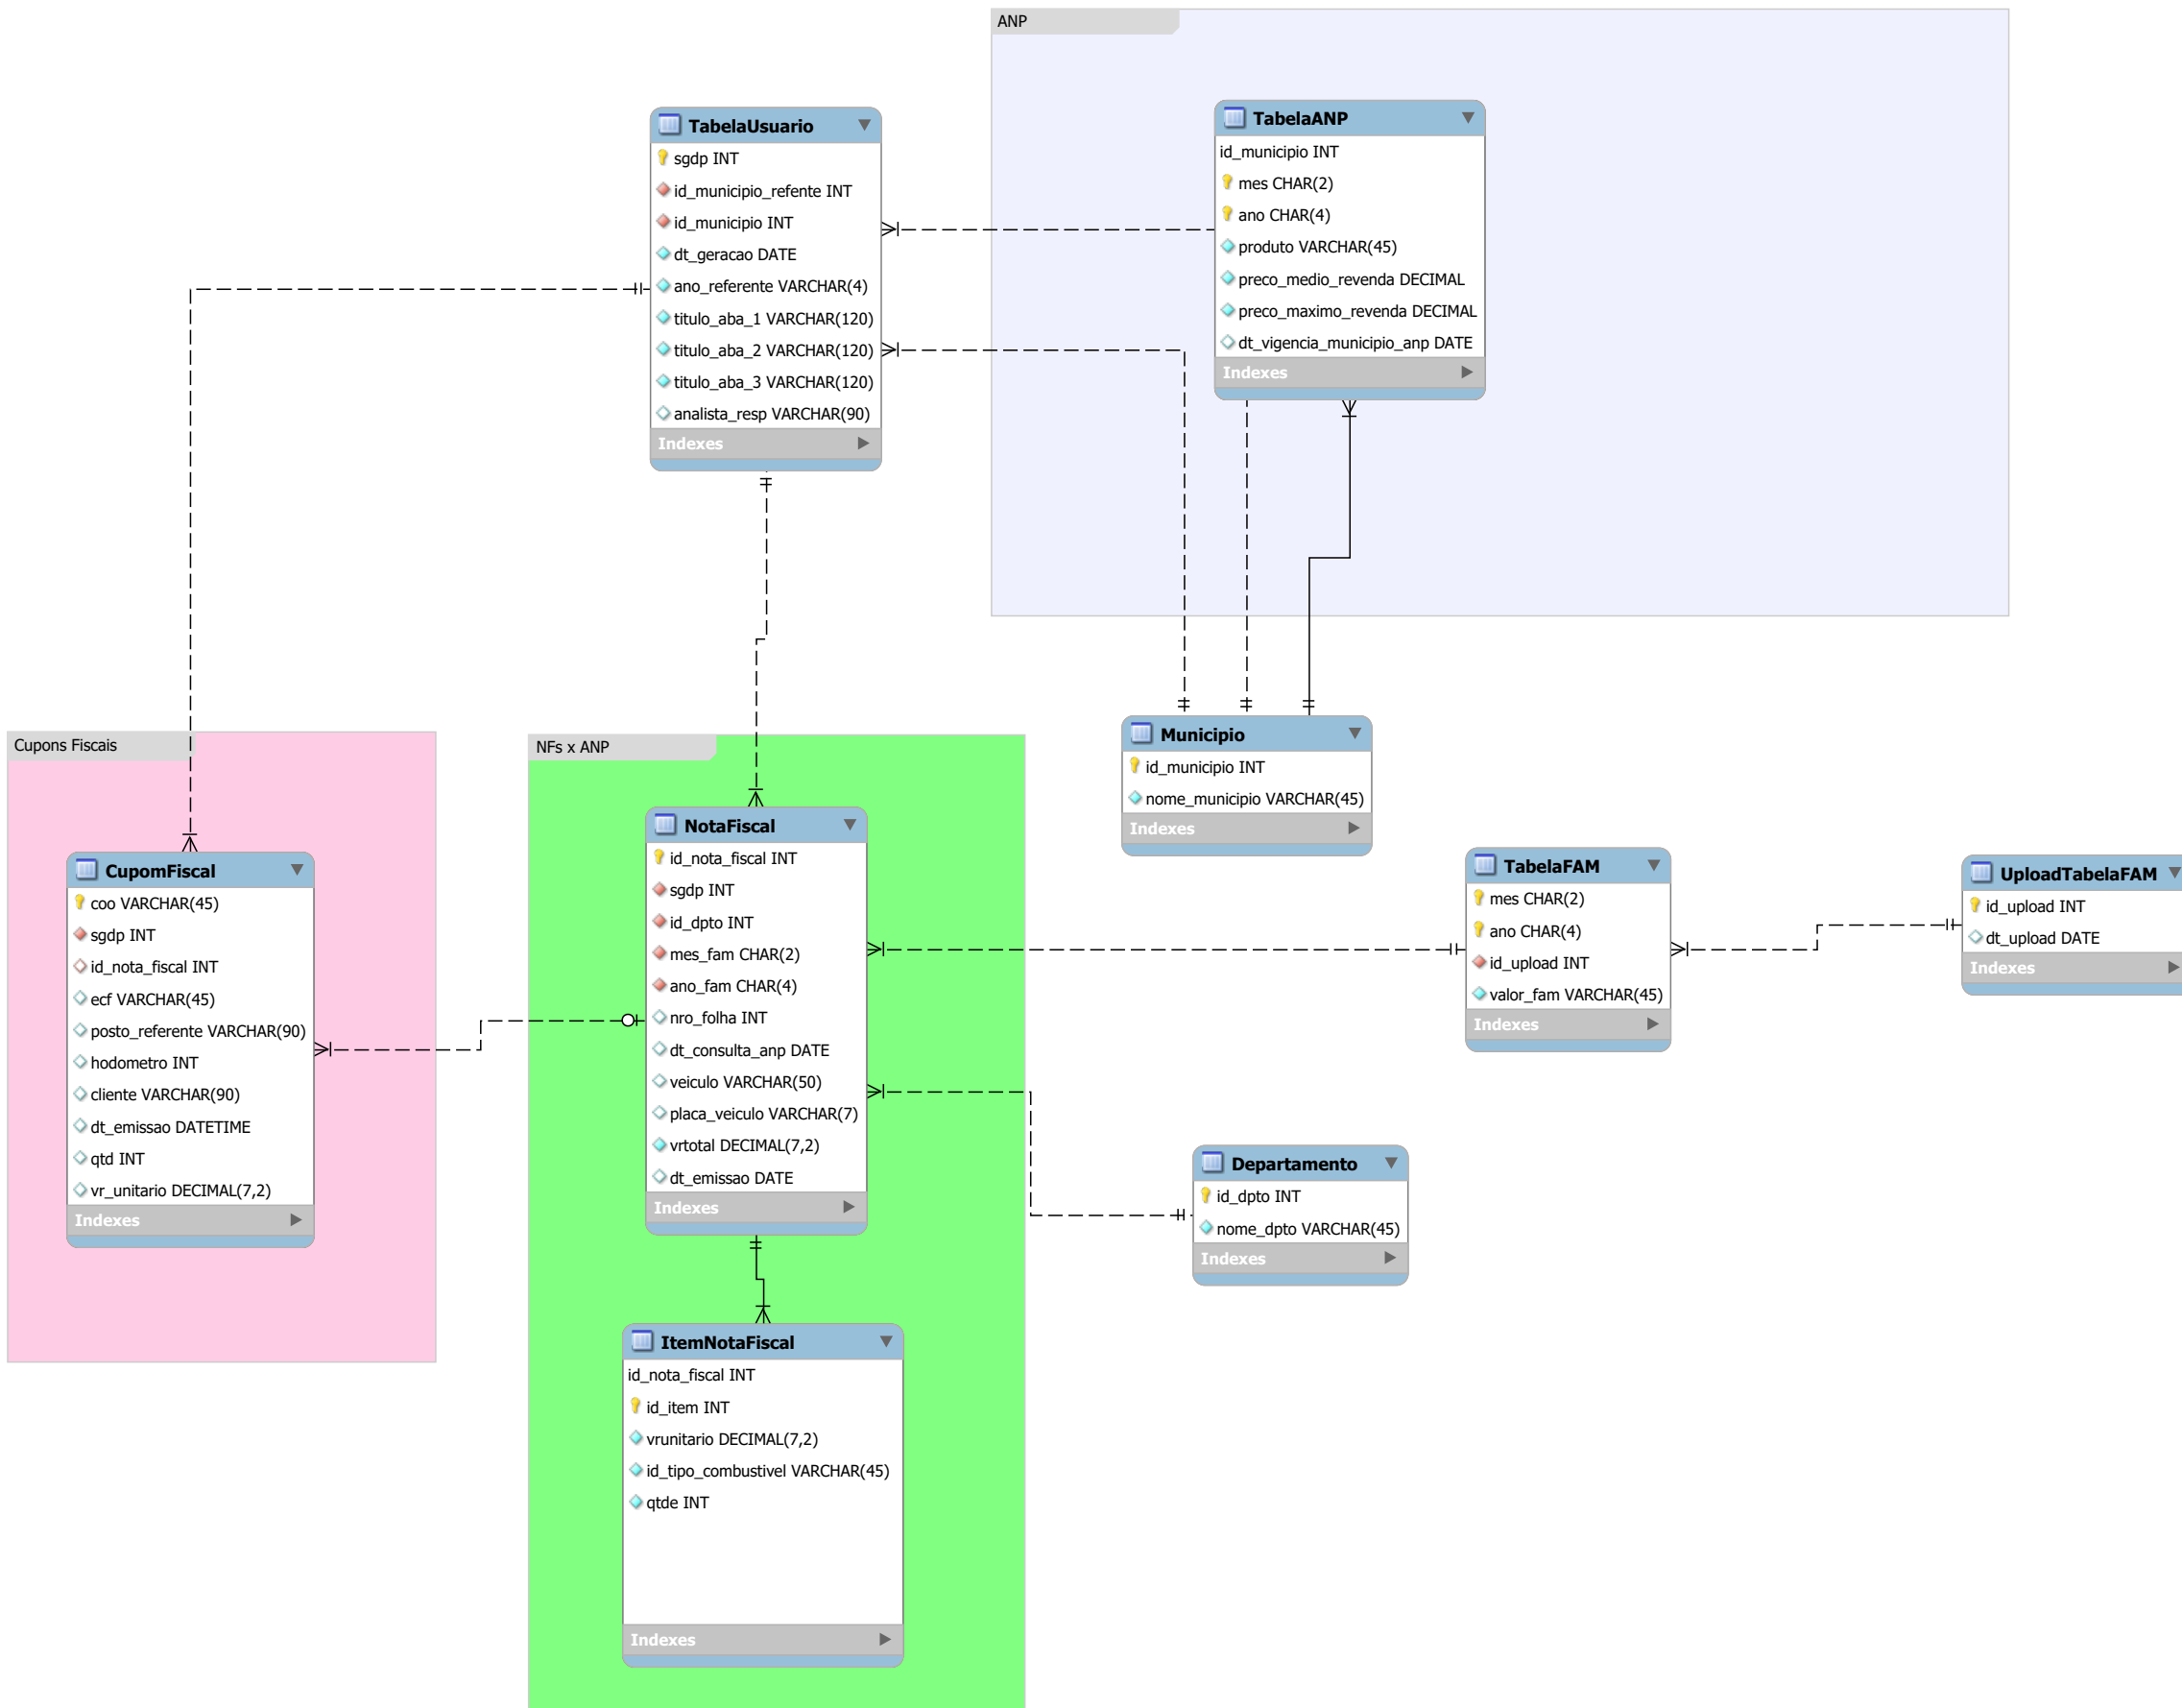 ANP
TabelaUsuario
sgdp INT
id_municipio_refente INT
id_municipio INT
dt_geracao DATE
ano_referente VARCHAR(4)
titulo_aba_1 VARCHAR(120)
titulo_aba_2 VARCHAR(120)
titulo_aba_3 VARCHAR(120)
analista_resp VARCHAR(90)
Indexes
TabelaANP
id_municipio INT
mes CHAR(2)
ano CHAR(4)
produto VARCHAR(45)
preco_medio_revenda DECIMAL
preco_maximo_revenda DECIMAL
dt_vigencia_municipio_anp DATE
Indexes
Municipio
id_municipio INT
nome_municipio VARCHAR(45)
Indexes
Cupons Fiscais
CupomFiscal
coo VARCHAR(45)
sgdp INT
id_nota_fiscal INT
ecf VARCHAR(45)
posto_referente VARCHAR(90)
hodometro INT
cliente VARCHAR(90)
dt_emissao DATETIME
qtd INT
vr_unitario DECIMAL(7,2)
Indexes
NFs x ANP
NotaFiscal
id_nota_fiscal INT
sgdp INT
id_dpto INT
mes_fam CHAR(2)
ano_fam CHAR(4)
nro_folha INT
dt_consulta_anp DATE
veiculo VARCHAR(50)
placa_veiculo VARCHAR(7)
vrtotal DECIMAL(7,2)
dt_emissao DATE
Indexes
ItemNotaFiscal
id_nota_fiscal INT
id_item INT
vrunitario DECIMAL(7,2)
id_tipo_combustivel VARCHAR(45)
qtde INT
Indexes
TabelaFAM
mes CHAR(2)
ano CHAR(4)
id_upload INT
valor_fam VARCHAR(45)
Indexes
UploadTabelaFAM
id_upload INT
dt_upload DATE
Indexes
Departamento
id_dpto INT
nome_dpto VARCHAR(45)
Indexes